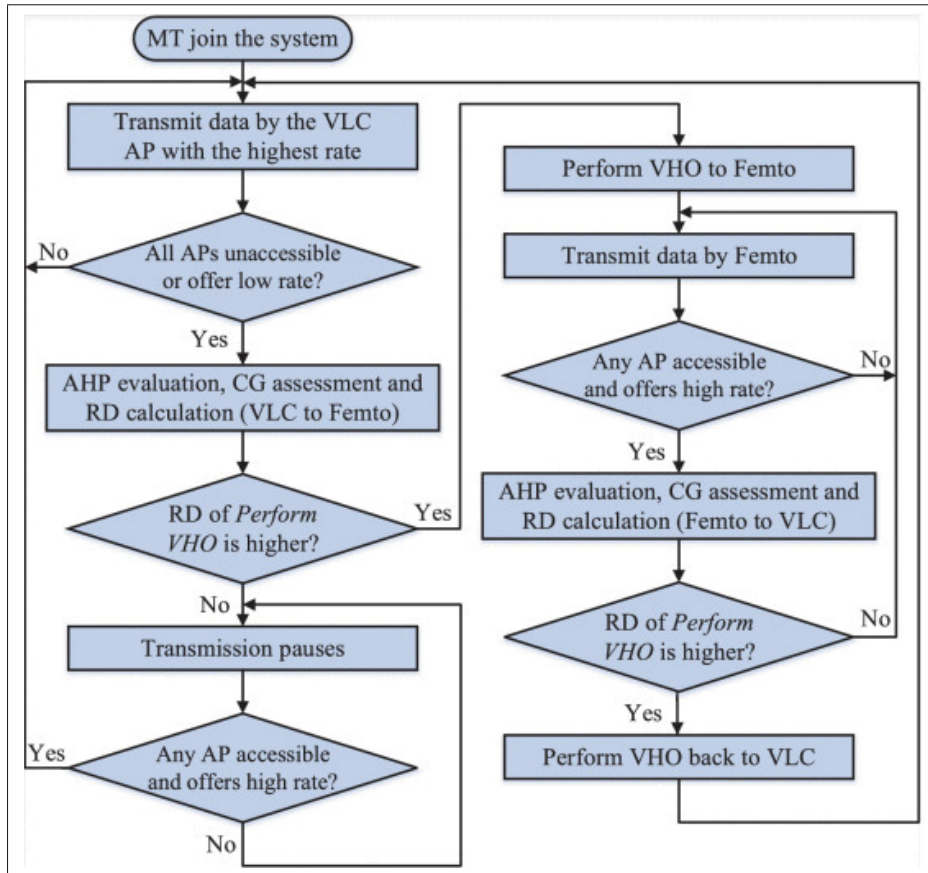 MT join the system
Transmit data by the VLC
AP with the highest rate
All APs unaccessible
or offer low rate?
No
Yes
AHP evaluation, CG assessment and
RD calculation (VLC to Femto)
RD of Perform
VHO is higher?
Yes
No
Transmission pauses
Any AP accessible
and offers high rate?
Yes
No
Perform VHO to Femto
Transmit data by Femto
Any AP accessible
and offers high rate?
No
Yes
AHP evaluation, CG assessment and
RD calculation (Femto to VLC)
RD of Perform
VHO is higher?
No
Yes
Perform VHO back to VLC